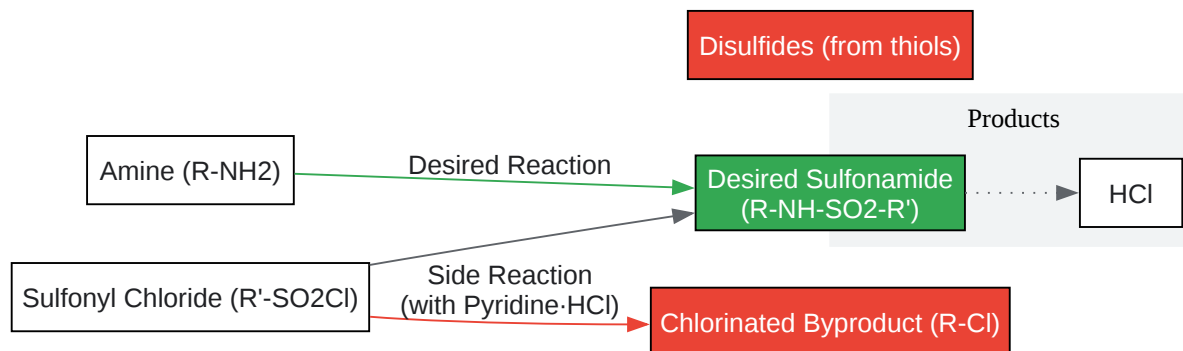 Disulfides (from thiols)
Products
Amine (R-NH2)
Desired Reaction
Desired Sulfonamide
(R-NH-SO2-R')
HCl
Sulfonyl Chloride (R'-SO2Cl)
Side Reaction
(with Pyridine·HCl)
Chlorinated Byproduct (R-Cl)